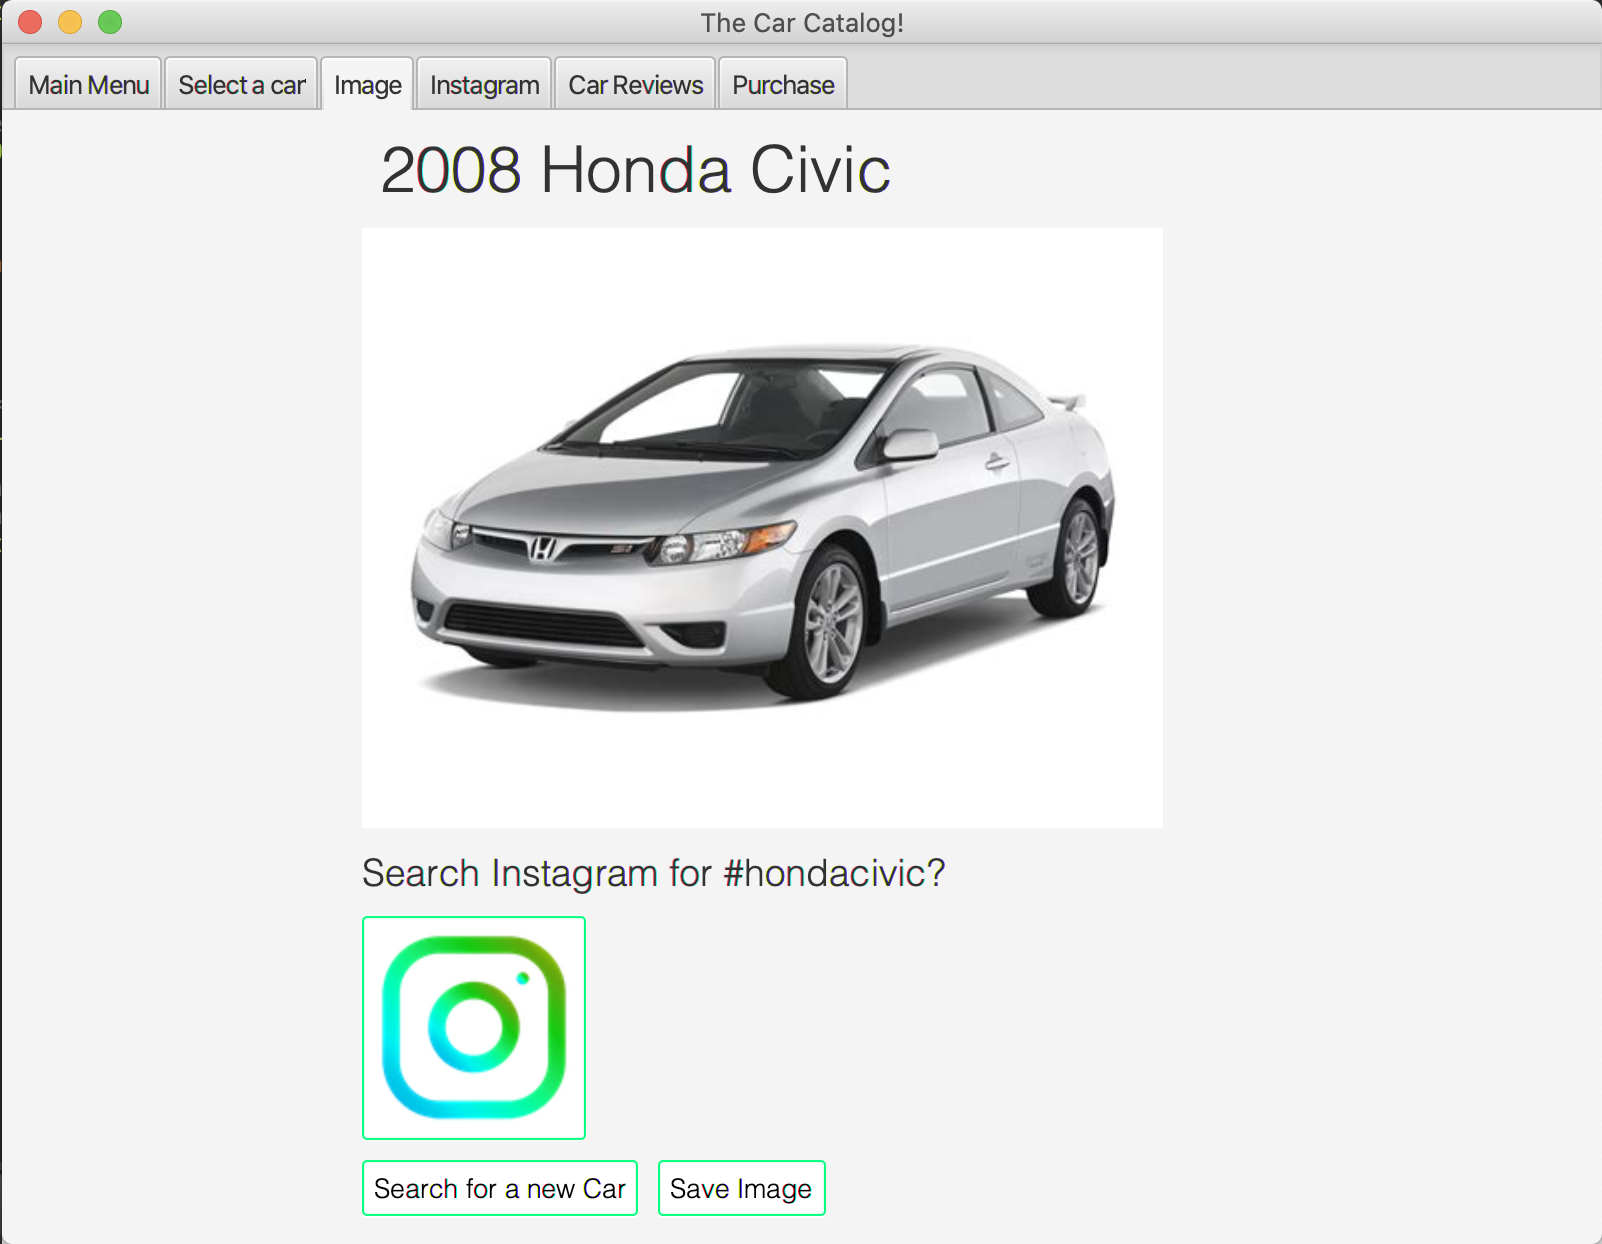 The Car Catalog!
Main Menu Select a car Image Instagram Car Reviews Purchase
2008 Honda Civic
Search Instagram for #hondacivic?
Search for a new Car Save Image